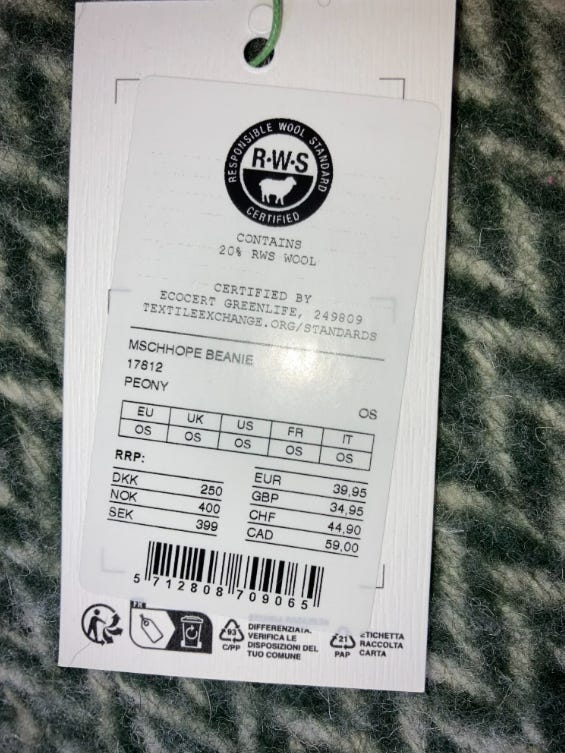 RESPONSIBLE WOOL STANDARD
R·W·S
CERTIFIED
CONTAINS
20% RWS WOOL
CERTIFIED BY
ECOCERT GREENLIFE, 249809
TEXTILEEXCHANGE.ORG/STANDARDS
MSCHHOPE BEANIE
17812
PEONY
OS
EU UK US FR IT
OS OS OS OS OS
RRP:
DKK 250
NOK 400
SEK 399
EUR 39,95
GBP 34,95
CHF 44,90
CAD 59,00
5 712808 709065
FR
93
C/PP
DIFFERENZIATA.
VERIFICA LE
DISPOSIZIONI DEL
TUO COMUNE
21
PAP
ETICHETTA
RACCOLTA
CARTA